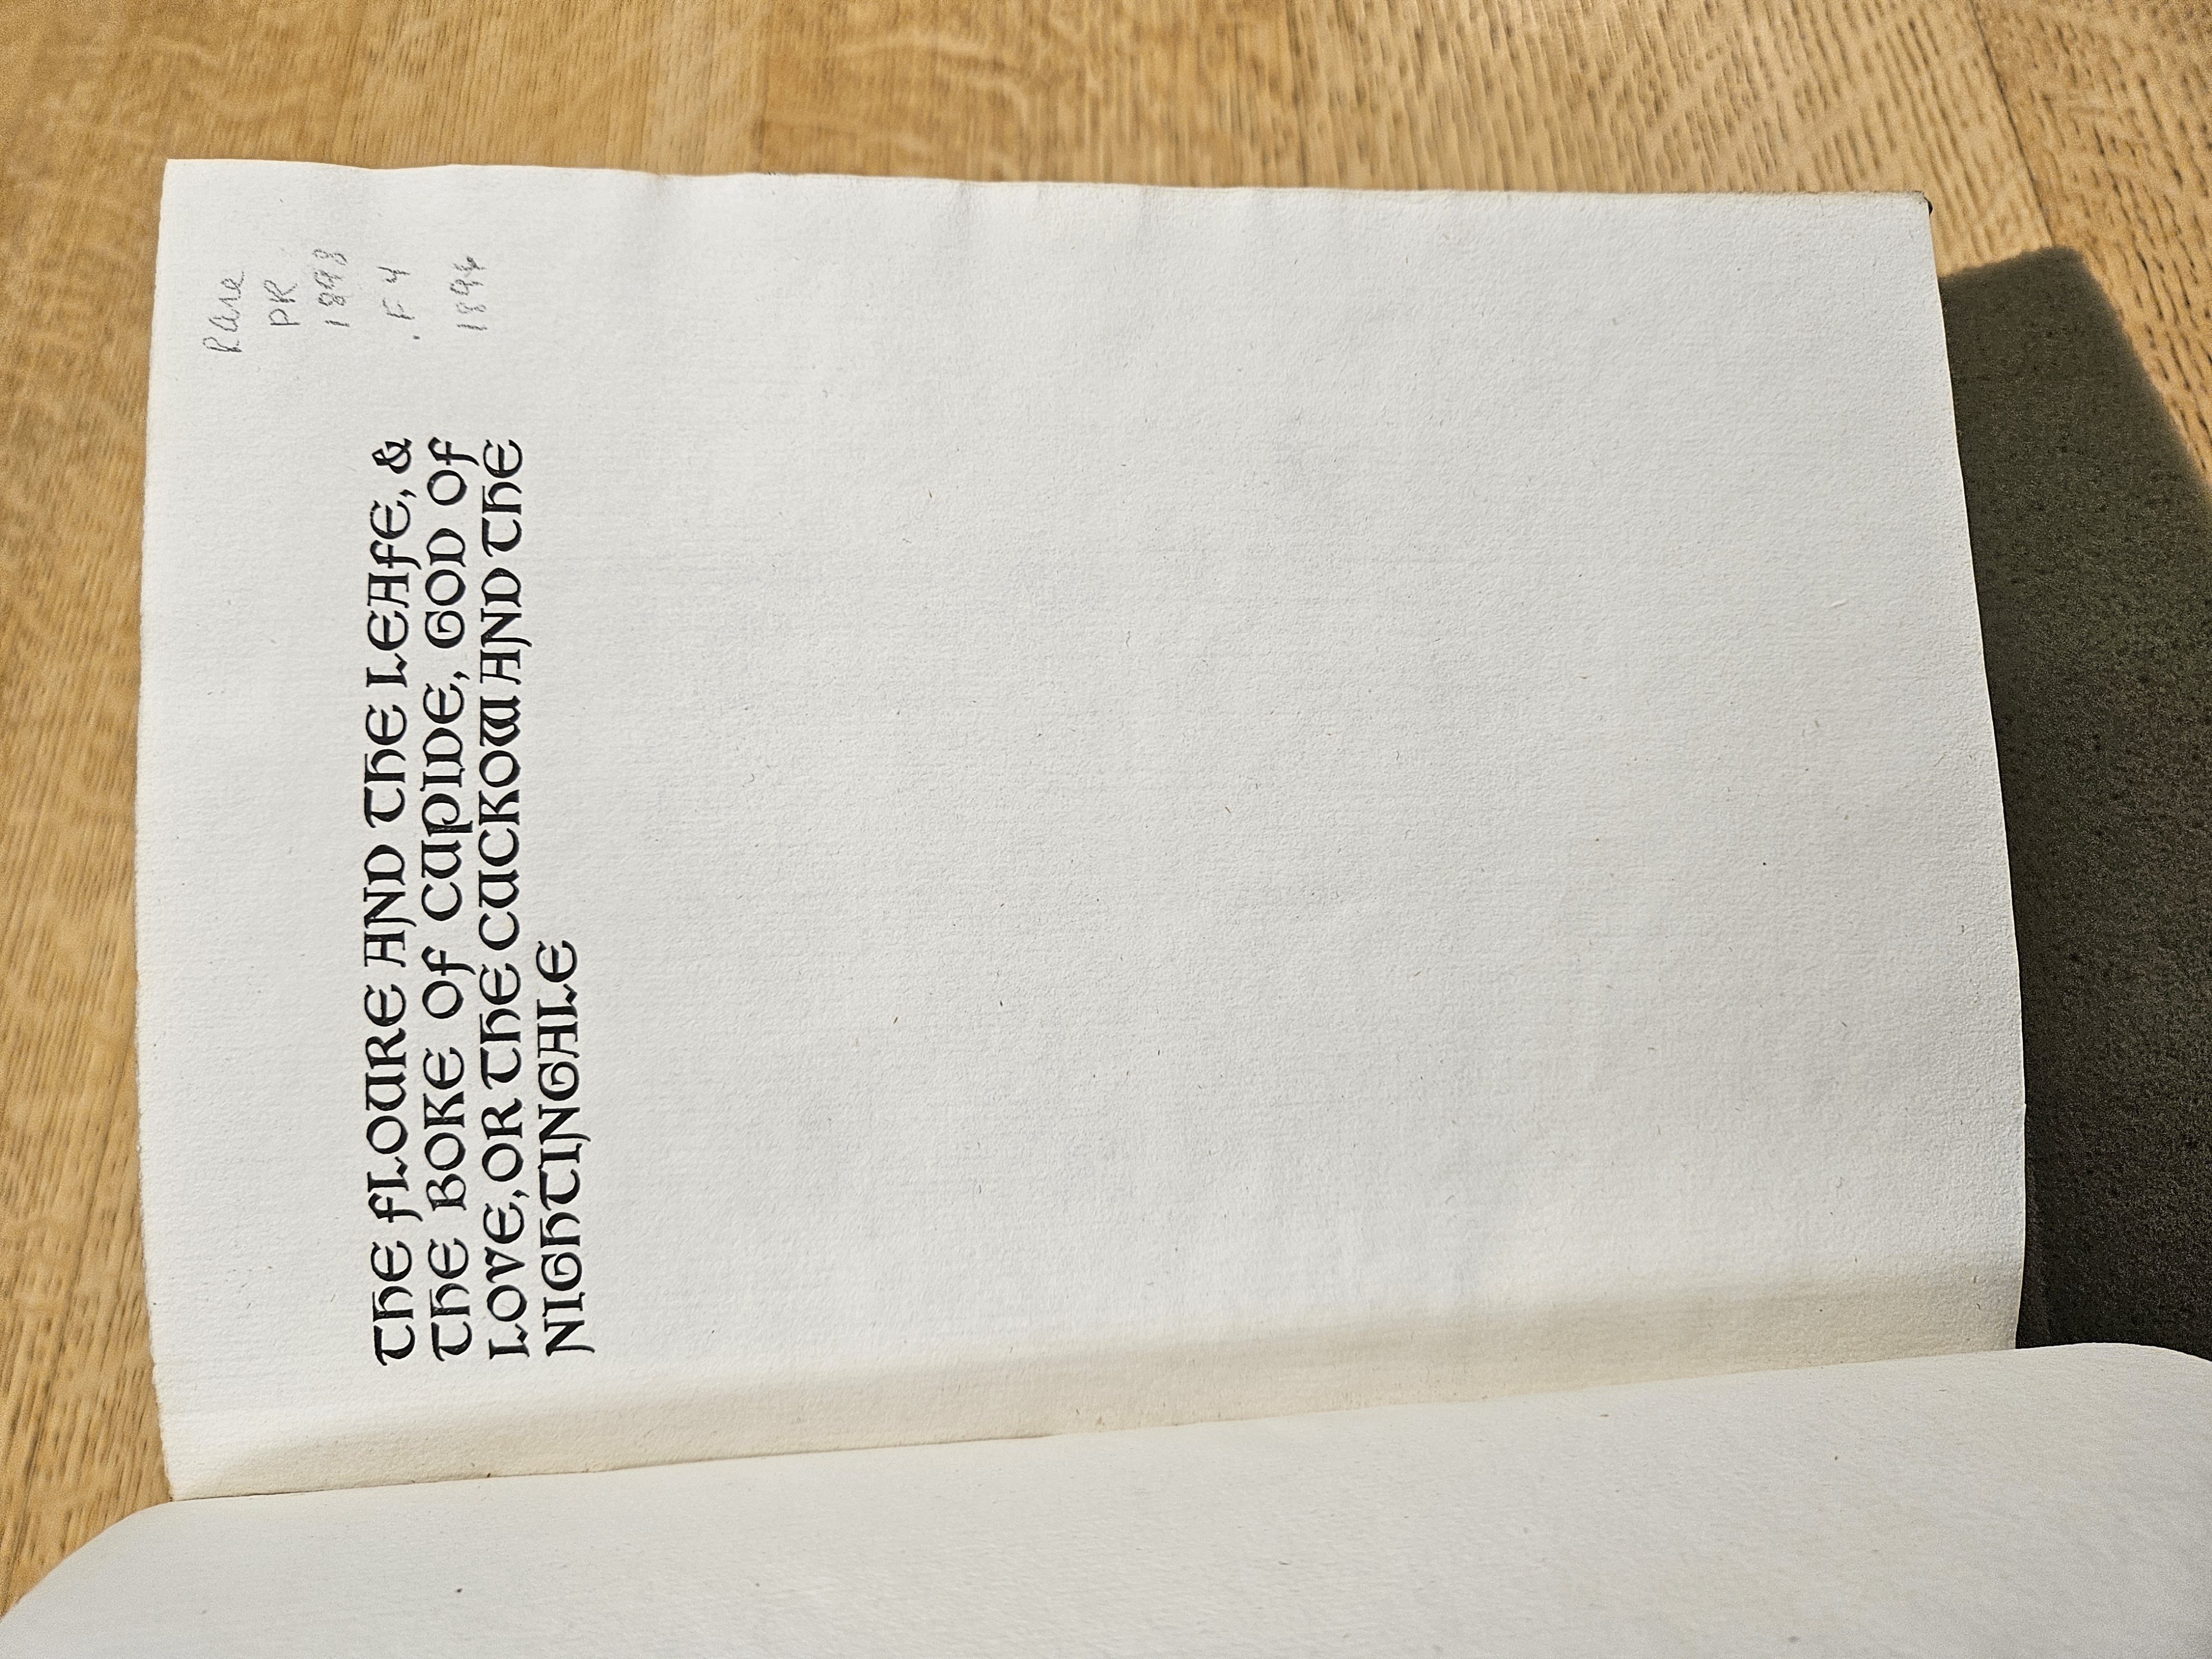 Rare
PR
1898
.F4
1896
THE FLOURE AND THE LEAFE, &
THE BOKE OF CUPIDE, GOD OF
LOVE, OR THE CUCKOW AND THE
NIGHTINGALE